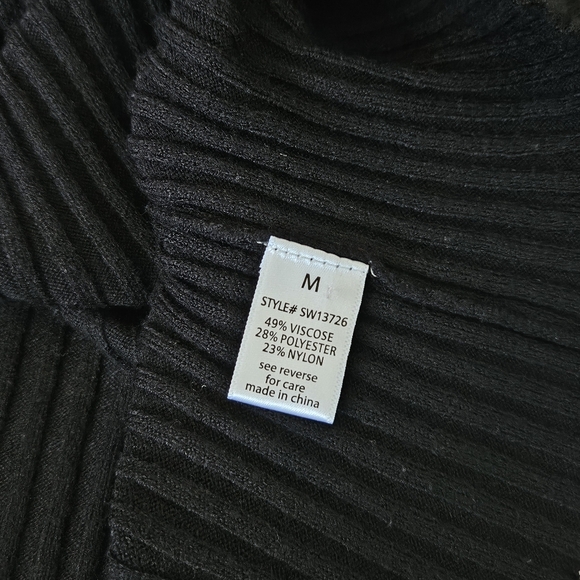 M
STYLE# SW13726
49% VISCOSE
28% POLYESTER
23% NYLON
see reverse
for care
made in china